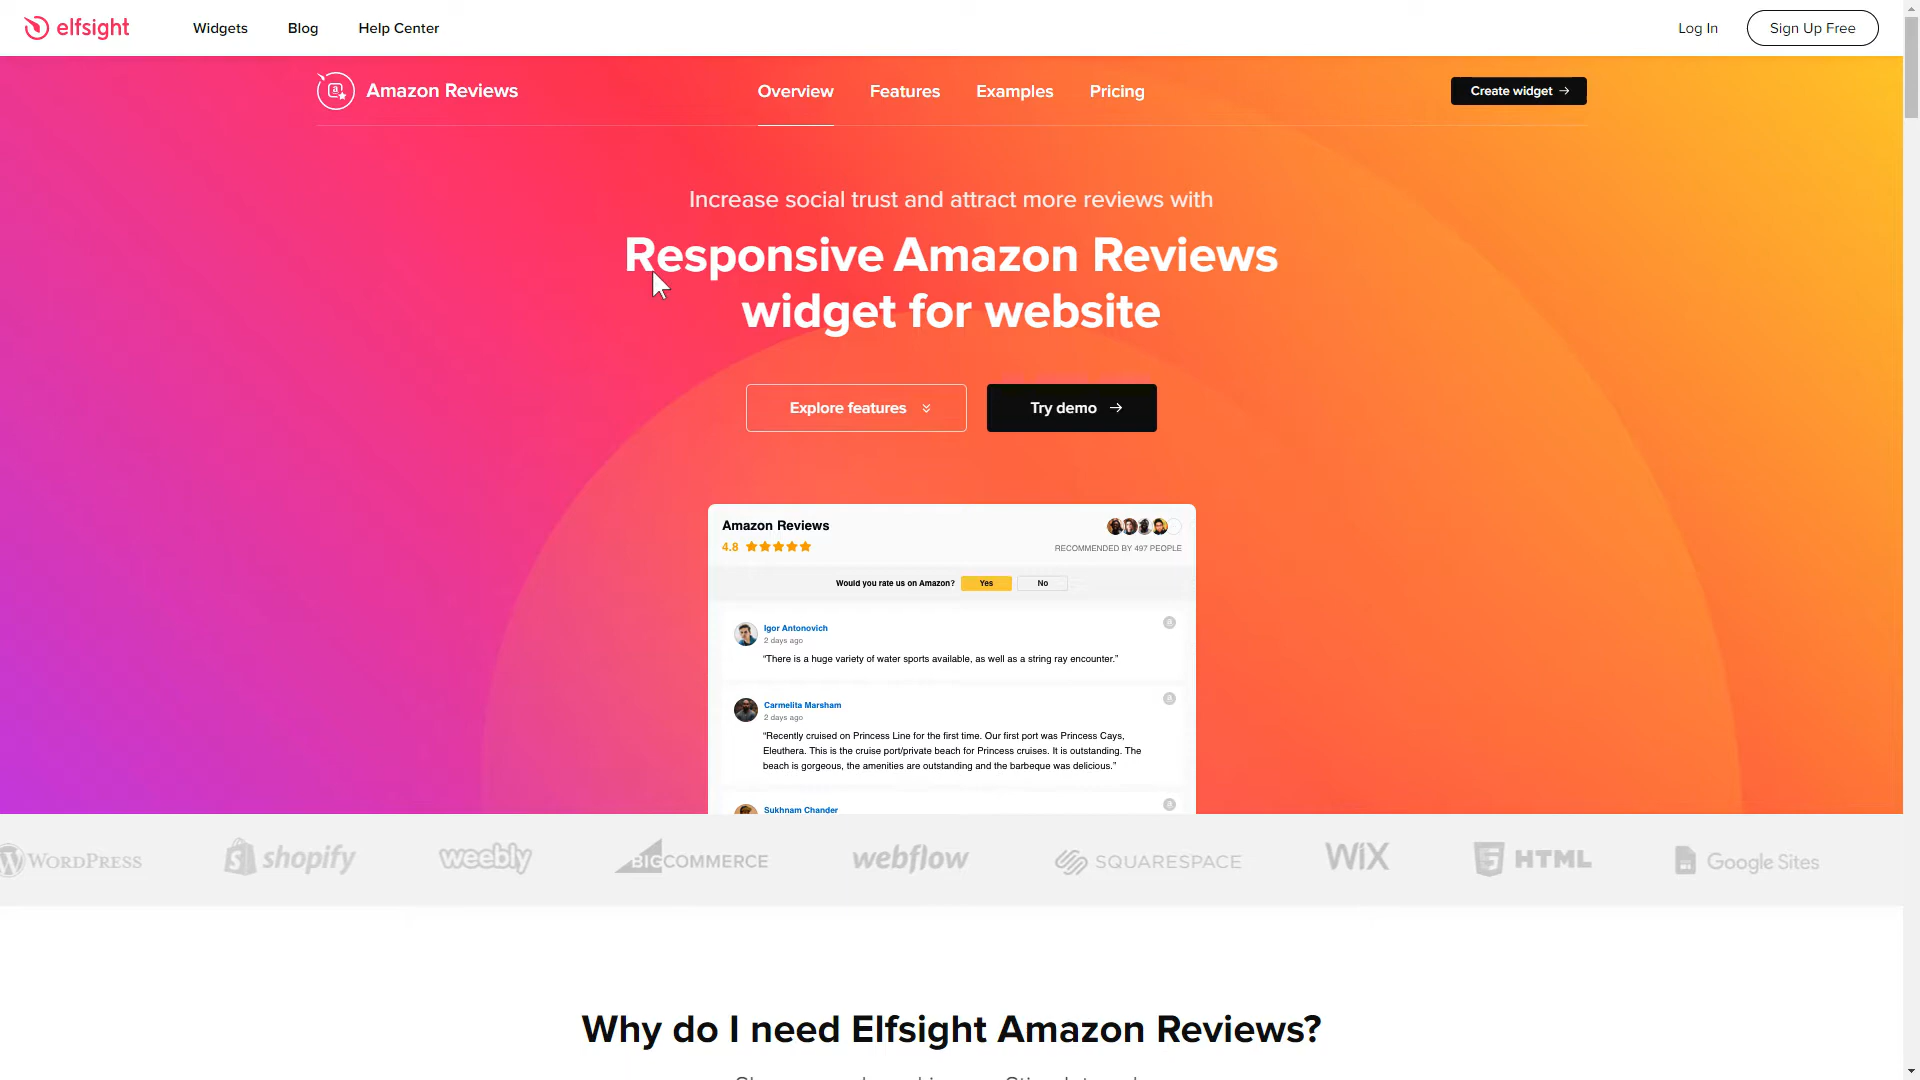 elfsight
Widgets
Blog
Help Center
Log In
Sign Up Free
Amazon Reviews
Overview
Features
Examples
Pricing
Create widget →
Increase social trust and attract more reviews with
Responsive Amazon Reviews
widget for website
Explore features
Try demo →
Amazon Reviews
4.8
RECOMMENDED BY 497 PEOPLE
Would you rate us on Amazon?
Yes
No
Igor Antonovich
2 days ago
“There is a huge variety of water sports available, as well as a string ray encounter.”
Carmelita Marsham
2 days ago
“Recently cruised on Princess Line for the first time. Our first port was Princess Cays,
Eleuthera. This is the cruise port/private beach for Princess cruises. It is outstanding. The
beach is gorgeous, the amenities are outstanding and the barbeque was delicious.”
Sukhnam Chander
WORDPRESS
shopify
weebly
BIGCOMMERCE
webflow
SQUARESPACE
WIX
HTML
Google Sites
Why do I need Elfsight Amazon Reviews?